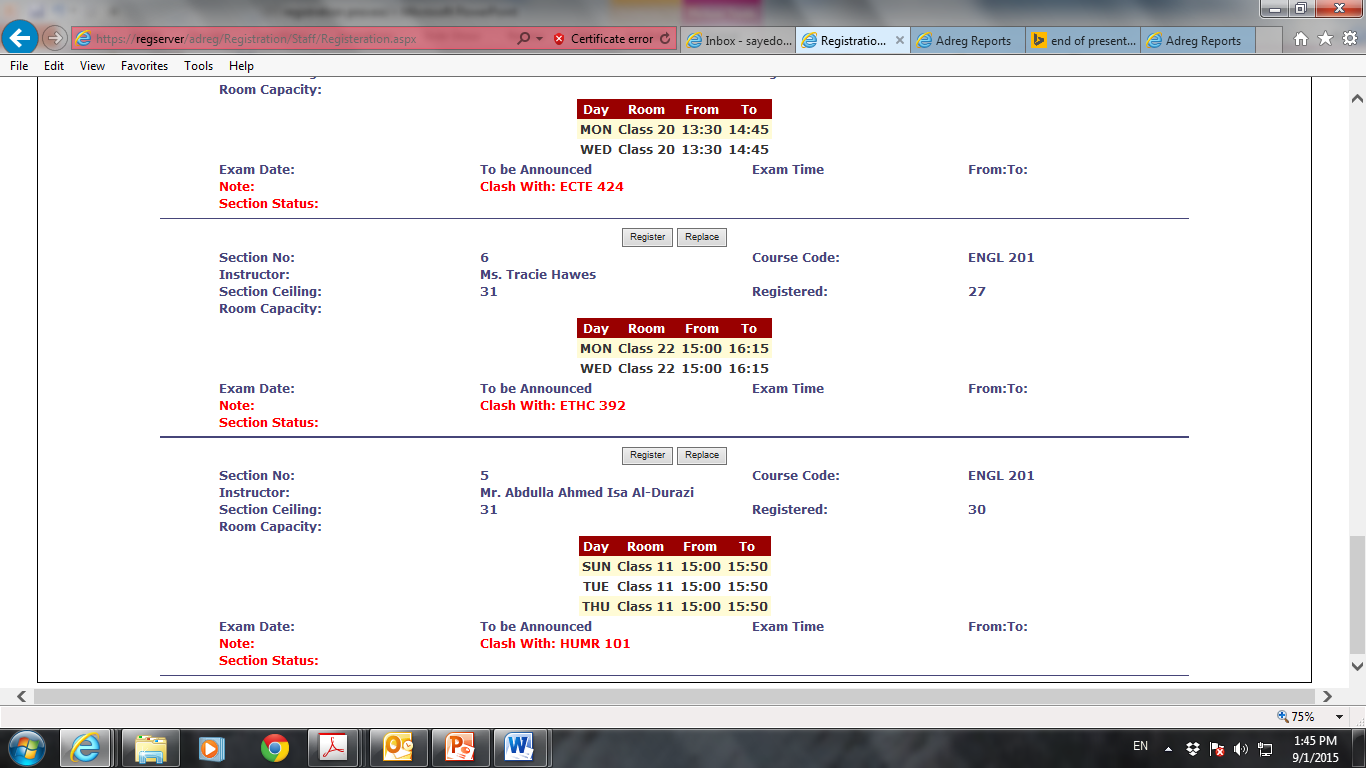 https://regserver/adreg/Registration/Staff/Registeration.aspx
Certificate error
Inbox - sayedo...
Registratio...
Adreg Reports
end of present...
Adreg Reports
File Edit View Favorites Tools Help
Room Capacity:
Day Room From To
MON Class 20 13:30 14:45
WED Class 20 13:30 14:45
Exam Date: To be Announced Exam Time From:To:
Note: Clash With: ECTE 424
Section Status:
Register Replace
Section No: 6 Course Code: ENGL 201
Instructor: Ms. Tracie Hawes
Section Ceiling: 31 Registered: 27
Room Capacity:
Day Room From To
MON Class 22 15:00 16:15
WED Class 22 15:00 16:15
Exam Date: To be Announced Exam Time From:To:
Note: Clash With: ETHC 392
Section Status:
Register Replace
Section No: 5 Course Code: ENGL 201
Instructor: Mr. Abdulla Ahmed Isa Al-Durazi
Section Ceiling: 31 Registered: 30
Room Capacity:
Day Room From To
SUN Class 11 15:00 15:50
TUE Class 11 15:00 15:50
THU Class 11 15:00 15:50
Exam Date: To be Announced Exam Time From:To:
Note: Clash With: HUMR 101
Section Status:
75%
EN
1:45 PM
9/1/2015